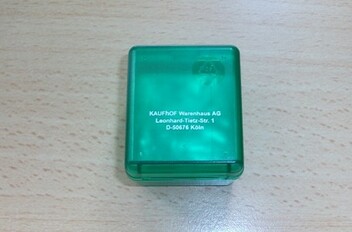 KAUFHOF Warenhaus AG
Leonhard-Tietz-Str. 1
D-50676 Köln